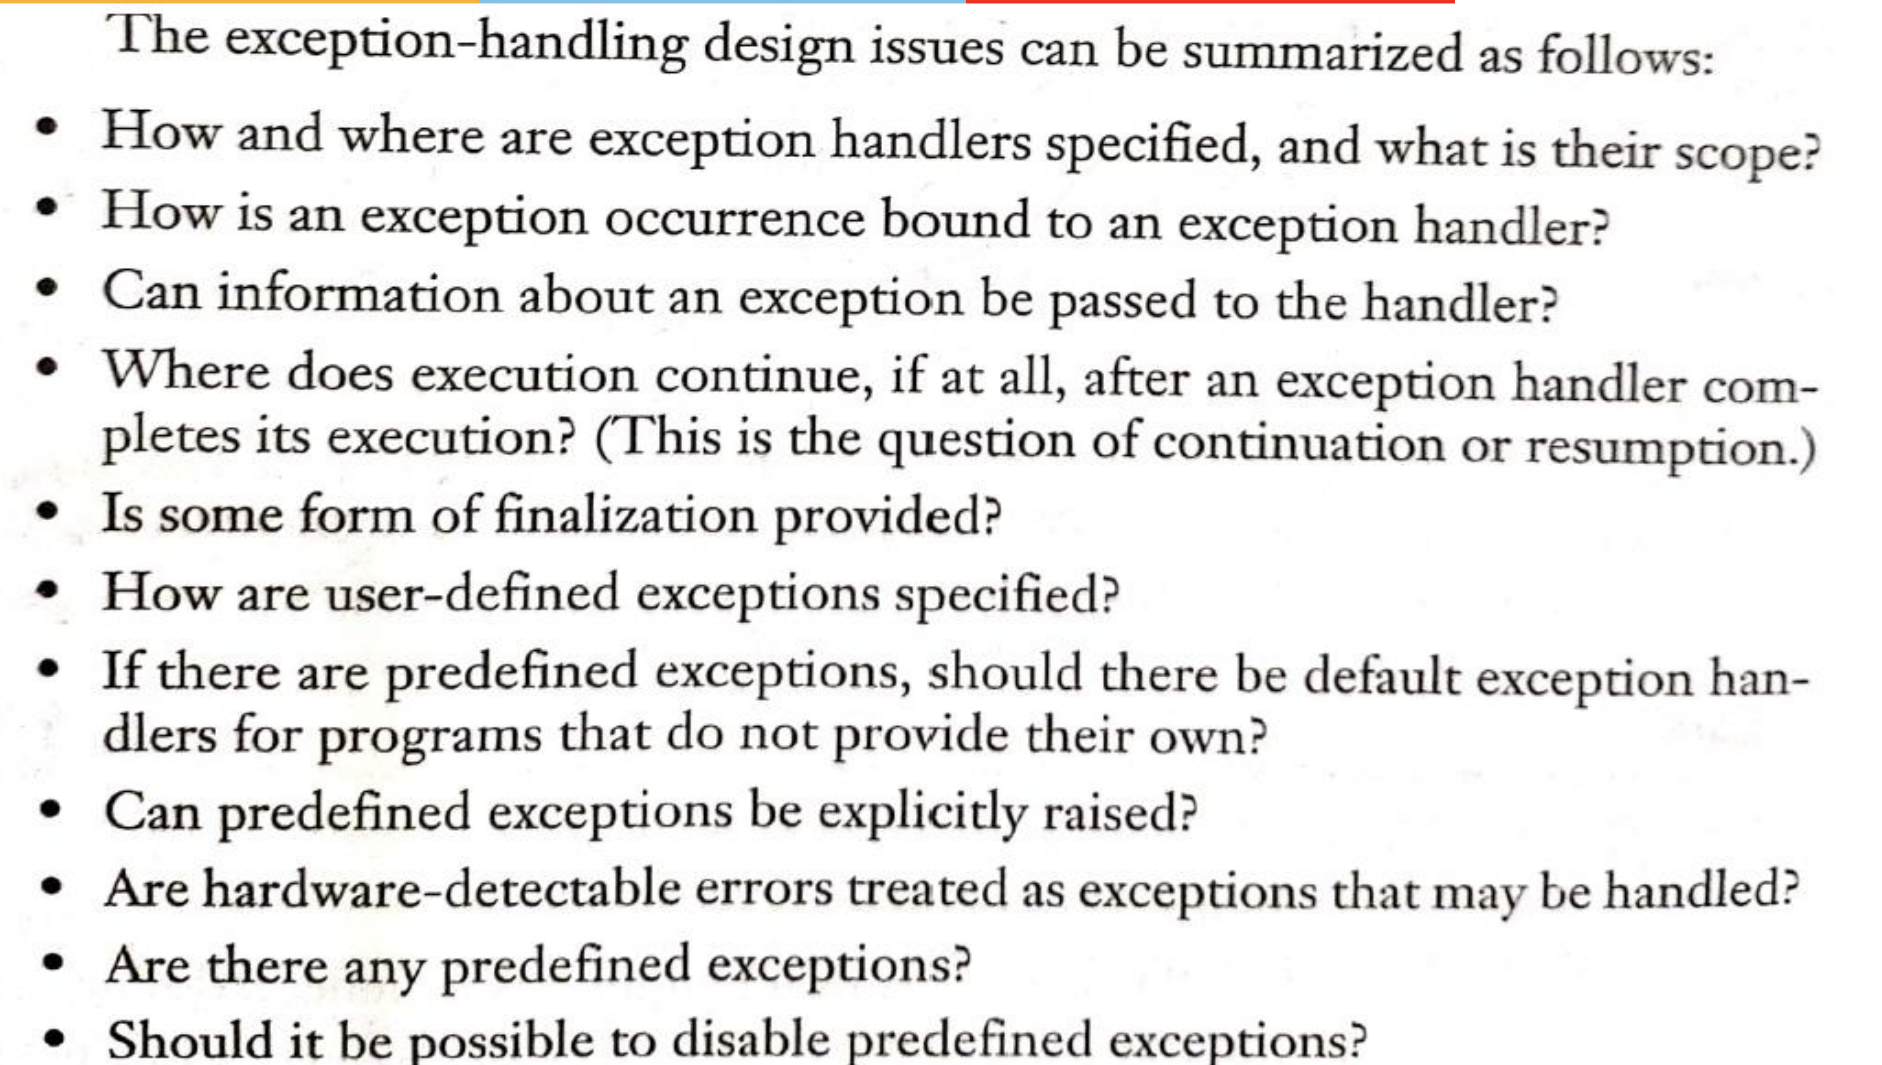 The exception-handling design issues can be summarized as follows:
• How and where are exception handlers specified, and what is their scope?
• How is an exception occurrence bound to an exception handler?
• Can information about an exception be passed to the handler?
• Where does execution continue, if at all, after an exception handler com-
pletes its execution? (This is the question of continuation or resumption.)
• Is some form of finalization provided?
• How are user-defined exceptions specified?
• If there are predefined exceptions, should there be default exception han-
dlers for programs that do not provide their own?
• Can predefined exceptions be explicitly raised?
• Are hardware-detectable errors treated as exceptions that may be handled?
• Are there any predefined exceptions?
• Should it be possible to disable predefined exceptions?